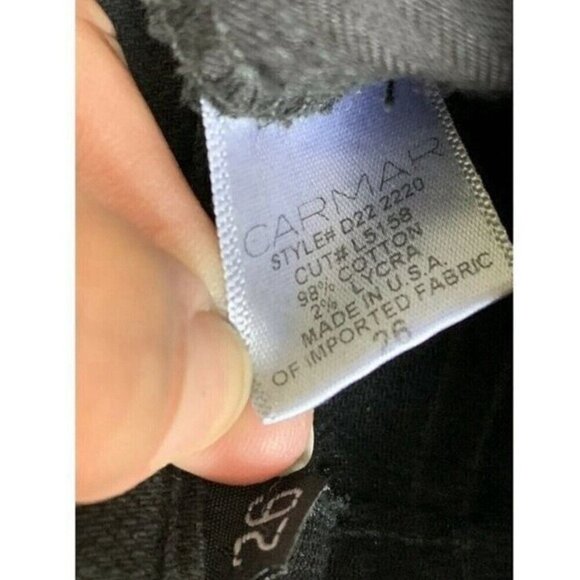 CARMAR
STYLE# D22 2220
CUT# L5158
98% COTTON
2% LYCRA
MADE IN U.S.A.
OF IMPORTED FABRIC
26
26